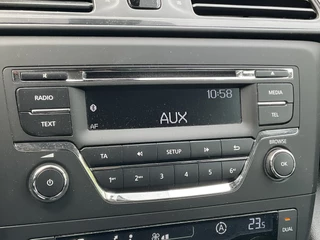 10:58
RADIO
MEDIA
AUX
TEXT
AF
TEL
TA
SETUP
BROWSE
OK
1
2
3
4
5
6
23.5
DUAL